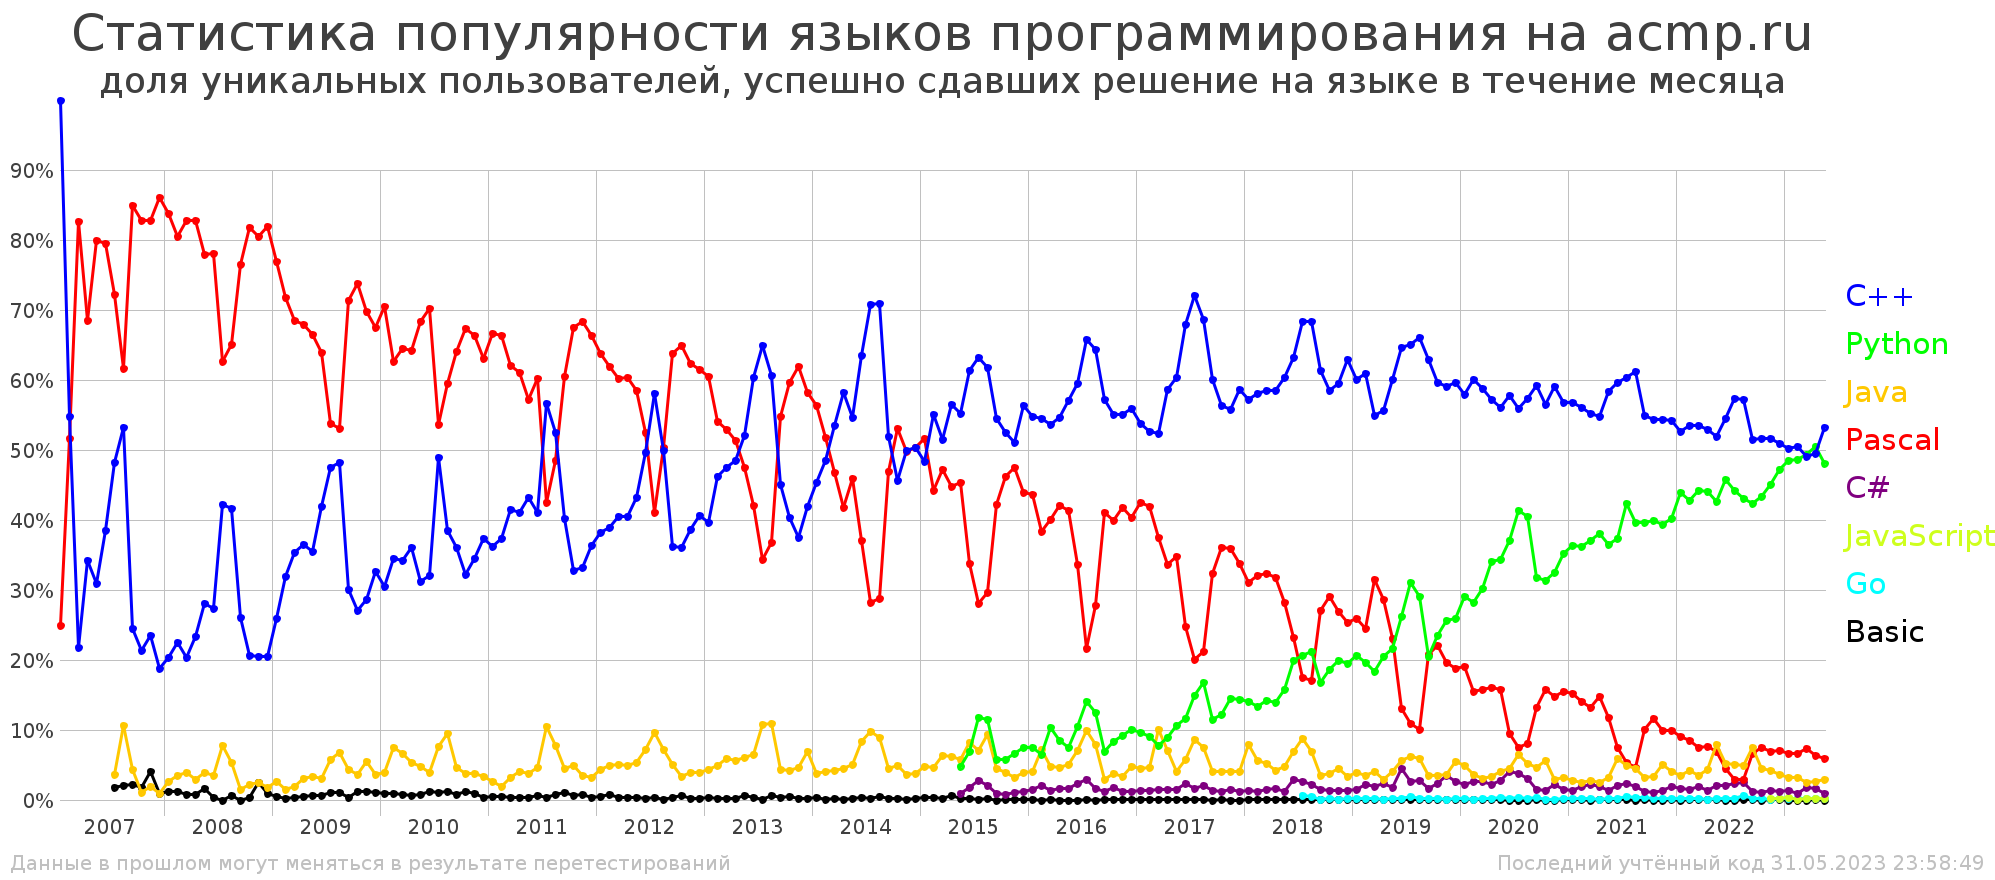 Статистика популярности языков программирования на acmp.ru
доля уникальных пользователей, успешно сдавших решение на языке в течение месяца
90%
80%
70%
60%
50%
40%
30%
20%
10%
0%
C++
Python
Java
Pascal
C#
JavaScript
Go
Basic
2007 2008 2009 2010 2011 2012 2013 2014 2015 2016 2017 2018 2019 2020 2021 2022
Данные в прошлом могут меняться в результате перетестирований
Последний учтённый код 31.05.2023 23:58:49